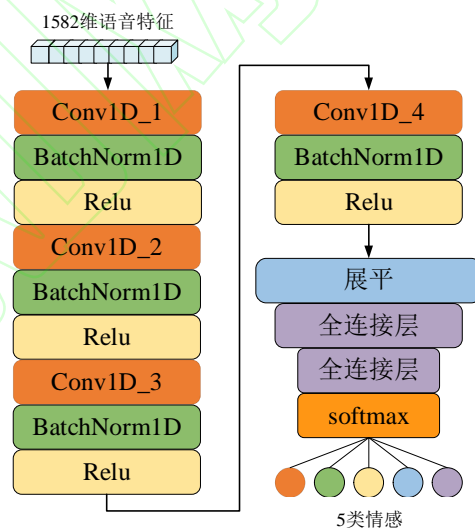 1582维语音特征
Conv1D_1
BatchNorm1D
Relu
Conv1D_2
BatchNorm1D
Relu
Conv1D_3
BatchNorm1D
Relu
Conv1D_4
BatchNorm1D
Relu
展平
全连接层
全连接层
softmax
5类情感